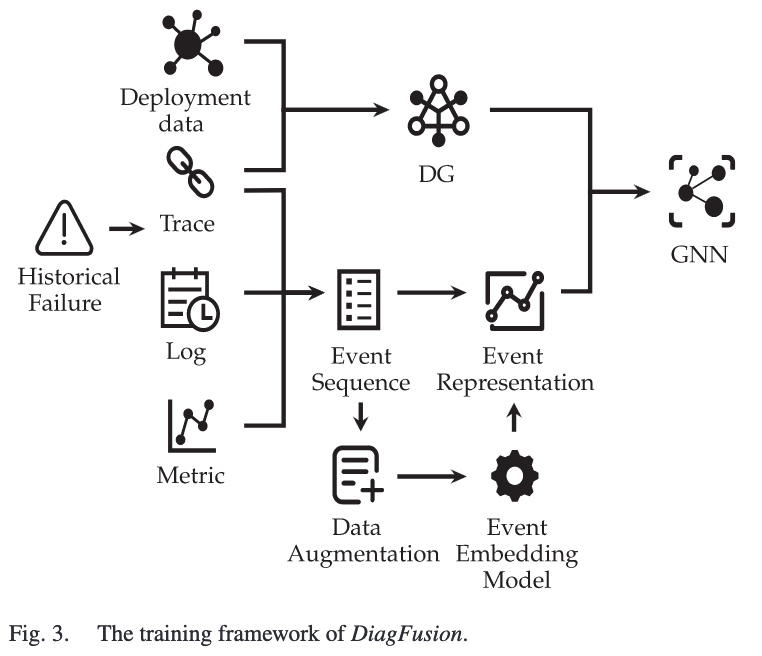 Deployment
data
DG
Trace
GNN
Historical
Failure
Log
Event
Sequence
Event
Representation
Metric
Data
Augmentation
Event
Embedding
Model
Fig. 3. The training framework of DiagFusion.